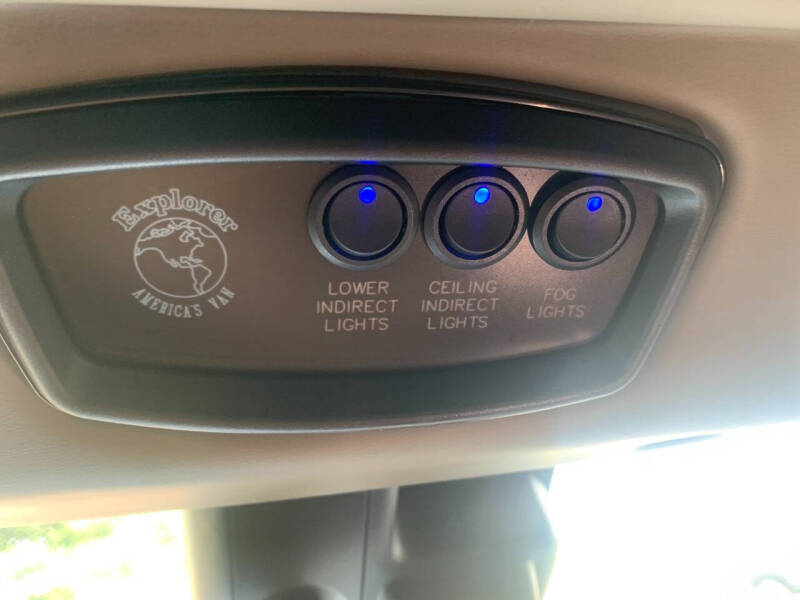 Explorer
AMERICA'S VAN
LOWER
INDIRECT
LIGHTS
CEILING
INDIRECT
LIGHTS
FOG
LIGHTS